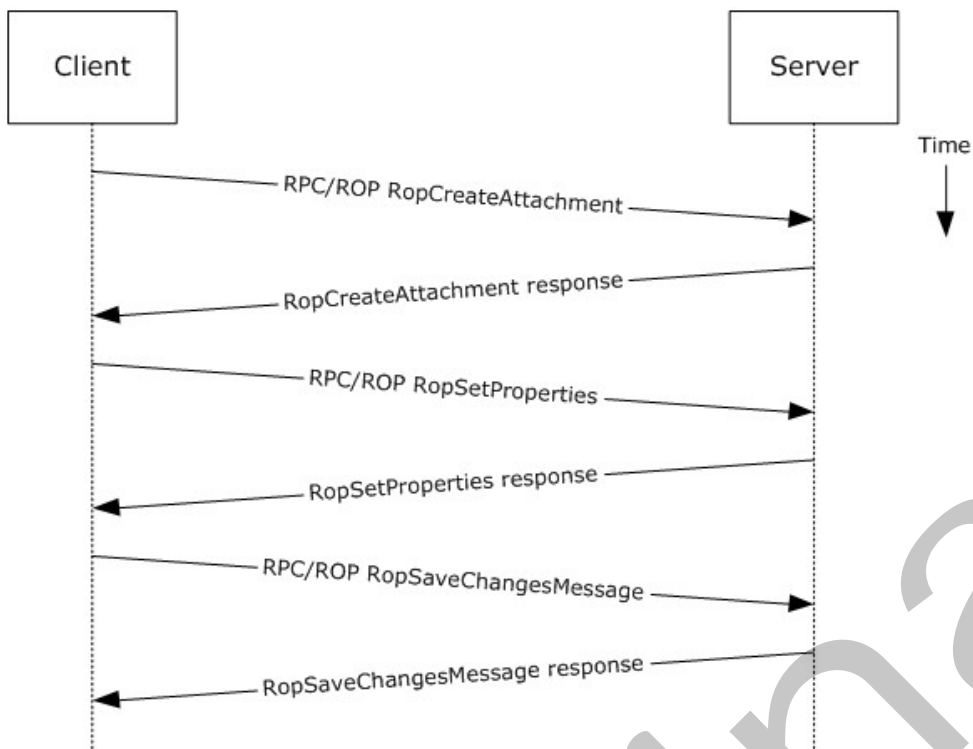 Client
Server
Time
RPC/ROP RopCreateAttachment
RopCreateAttachment response
RPC/ROP RopSetProperties
RopSetProperties response
RPC/ROP RopSaveChangesMessage
RopSaveChangesMessage response